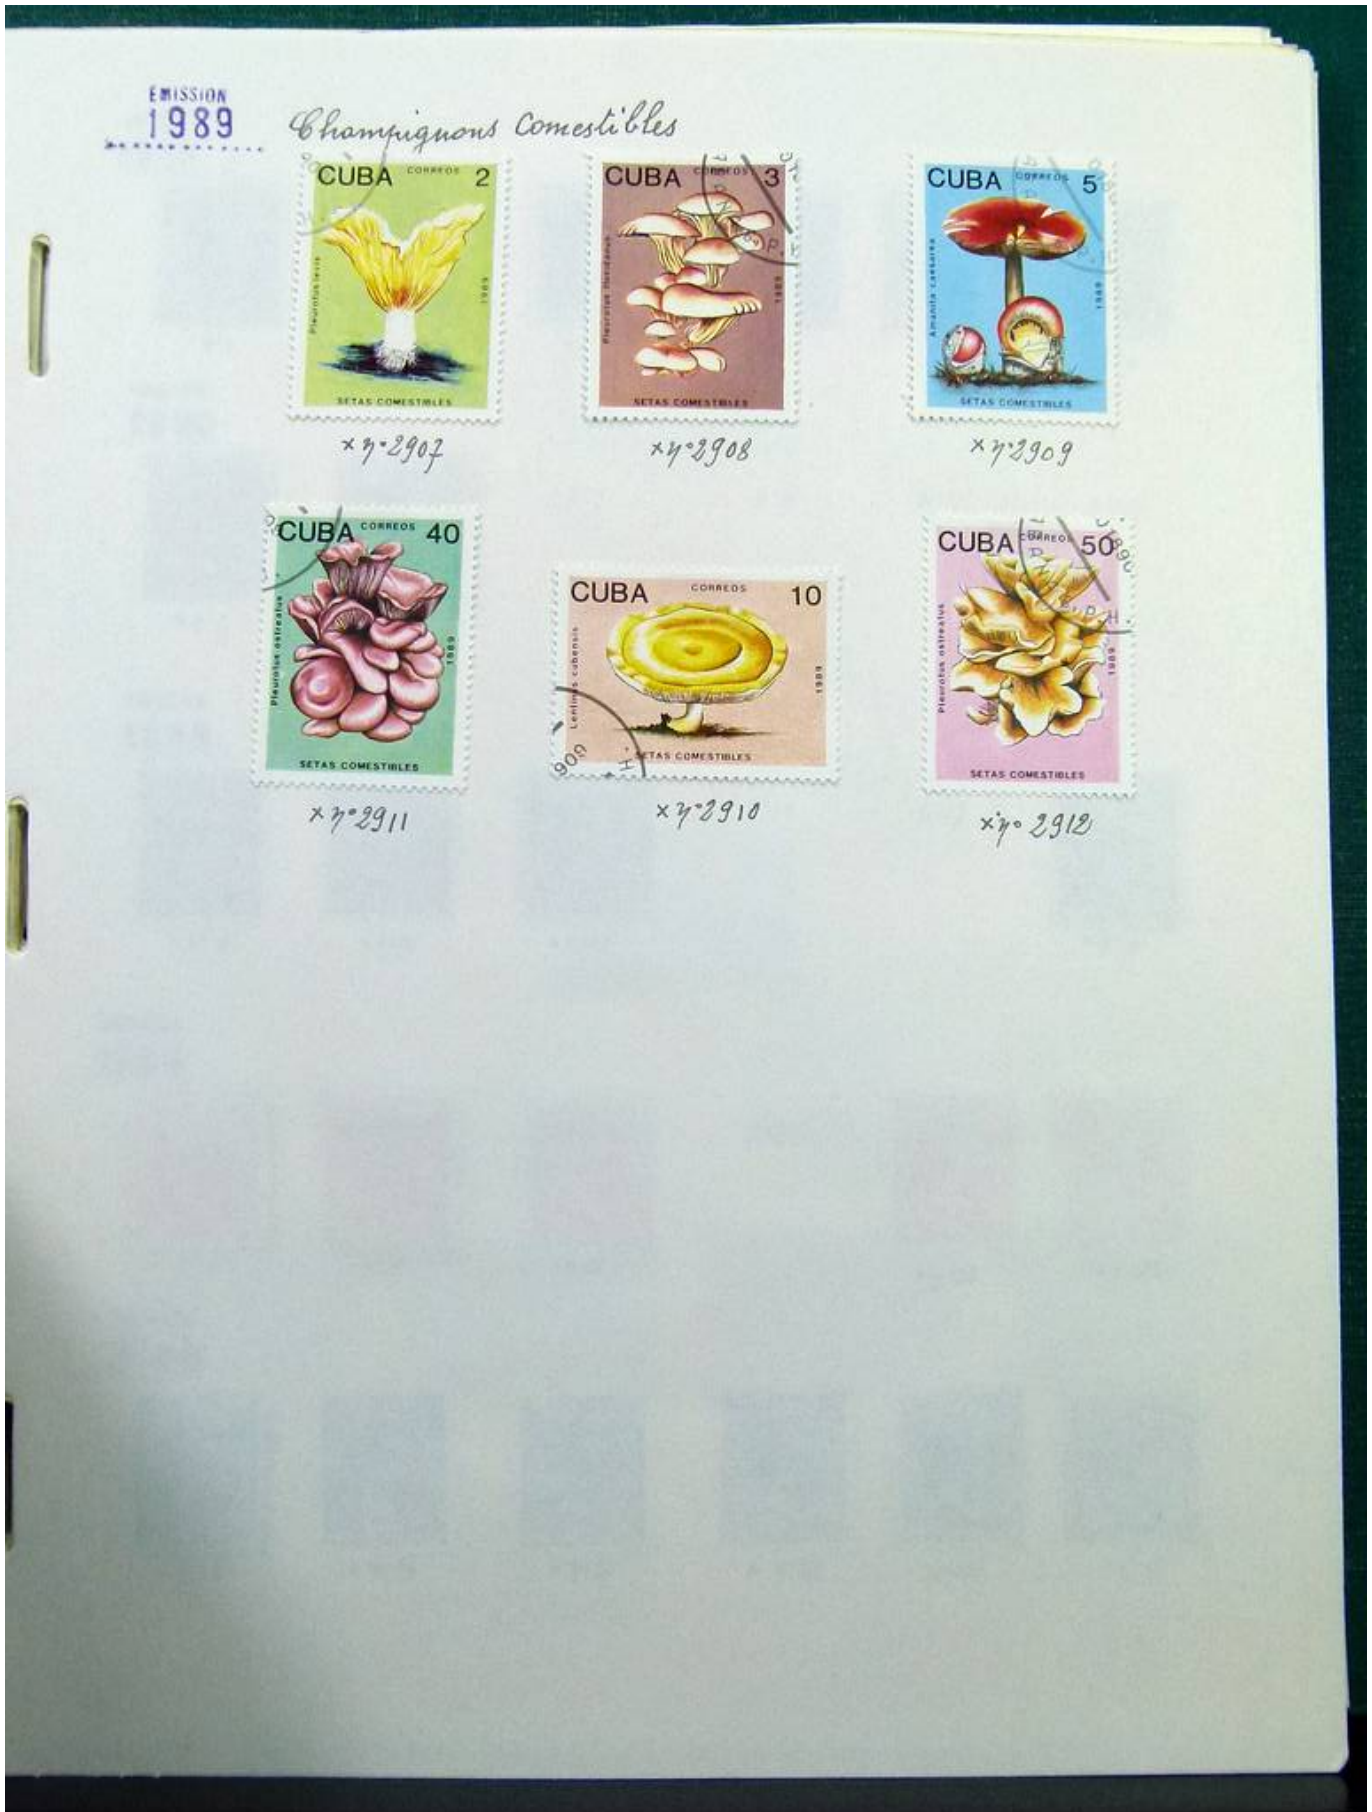 EMISSION
1989
Champignons Comestibles
CUBA CORREOS 2
Pleurotus levis
1989
SETAS COMESTIBLES
CUBA CORREOS 3
Pleurotus floridanus
1989
SETAS COMESTIBLES
CUBA CORREOS 5
Amanita caesarea
1989
SETAS COMESTIBLES
x n° 2907
x n° 2908
x n° 2909
CUBA CORREOS 40
Pleurotus ostreatus
1989
SETAS COMESTIBLES
CUBA CORREOS 10
Lentinus cubensis
1989
SETAS COMESTIBLES
CUBA CORREOS 50
Pleurotus ostreatus
1989
SETAS COMESTIBLES
x n° 2911
x n° 2910
x n° 2912